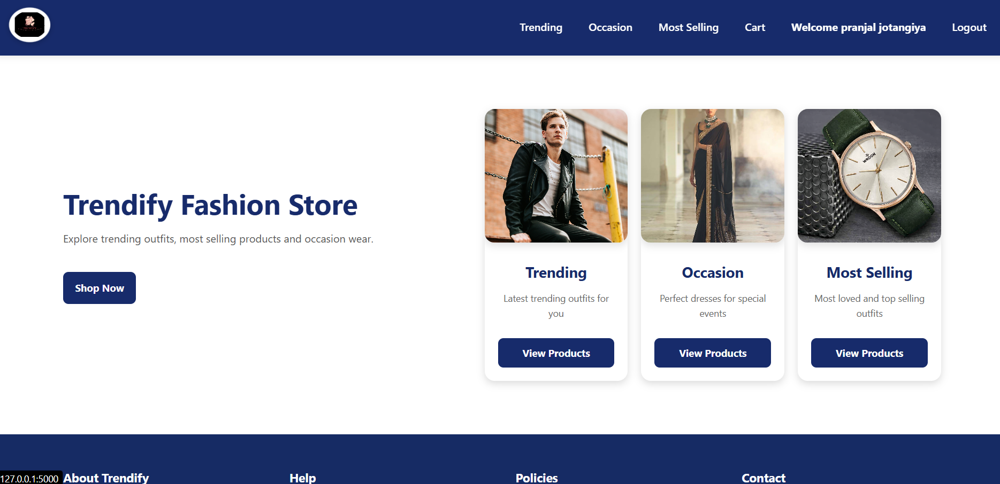 Trending Occasion Most Selling Cart Welcome pranjal jotangiya Logout
Trendify Fashion Store
Explore trending outfits, most selling products and occasion wear.
Shop Now
WROGN
Trending
Latest trending outfits for
you
View Products
Occasion
Perfect dresses for special
events
View Products
Most Selling
Most loved and top selling
outfits
View Products
About Trendify
Help
Policies
Contact
127.0.0.1:5000